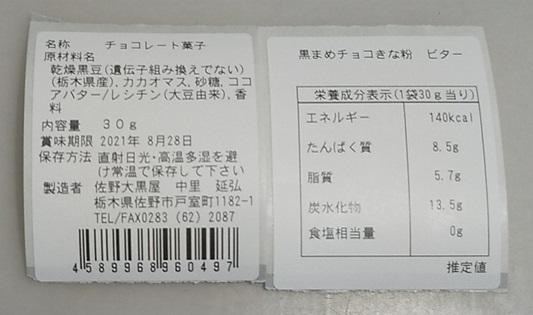 名称 チョコレート菓子
原材料名
乾燥黒豆(遺伝子組み換えでない)
(栃木県産), カカオマス, 砂糖, ココ
アバター/レシチン(大豆由来), 香
料
内容量 30g
賞味期限 2021年 8月28日
保存方法 直射日光・高温多湿を避
け常温で保存して下さい
製造者 佐野大黒屋 中里 延弘
栃木県佐野市戸室町1182-1
TEL/FAX0283 (62) 2087
4589968960497
黒まめチョコきな粉 ビター
栄養成分表示(1袋30g当り)
エネルギー 140kcal
たんぱく質 8.5g
脂質 5.7g
炭水化物 13.5g
食塩相当量 0g
推定値